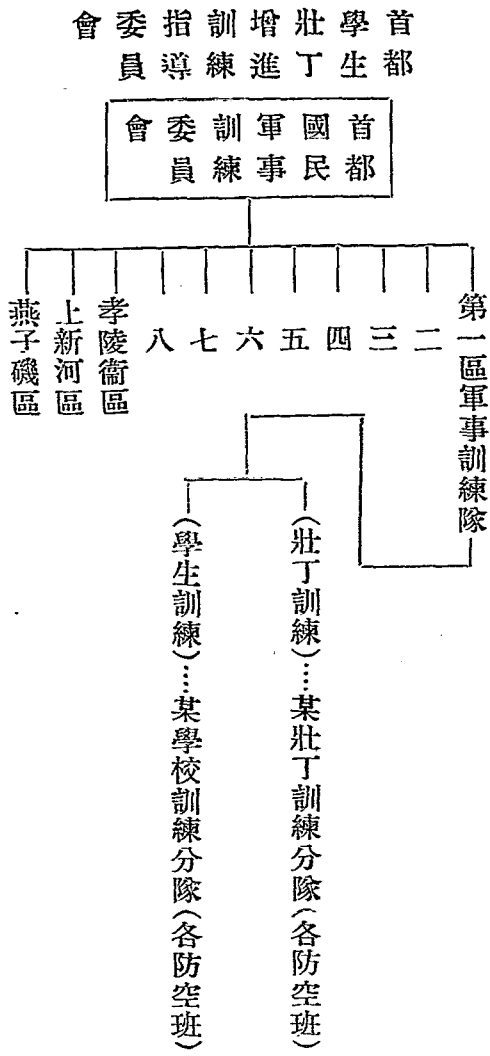 首都
學生
壯丁
增進
訓練
指導
委員
會
首都
國民
軍事
訓練
委員
會
第一區軍事訓練隊
二
三
四
五
六
七
八
孝陵衞區
上新河區
燕子磯區
(壯丁訓練)……某壯丁訓練分隊(各防空班)
(學生訓練)……某學校訓練分隊(各防空班)